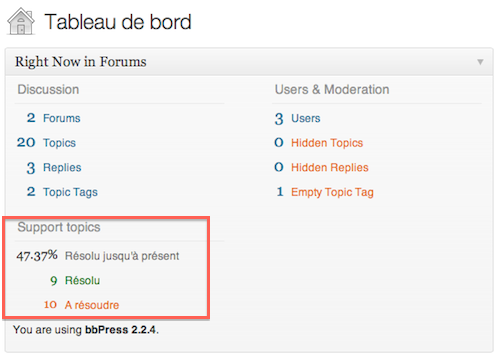 Tableau de bord
Right Now in Forums
Discussion
2 Forums
20 Topics
3 Replies
2 Topic Tags
Users & Moderation
3 Users
0 Hidden Topics
0 Hidden Replies
1 Empty Topic Tag
Support topics
47.37% Résolu jusqu'à présent
9 Résolu
10 A résoudre
You are using bbPress 2.2.4.